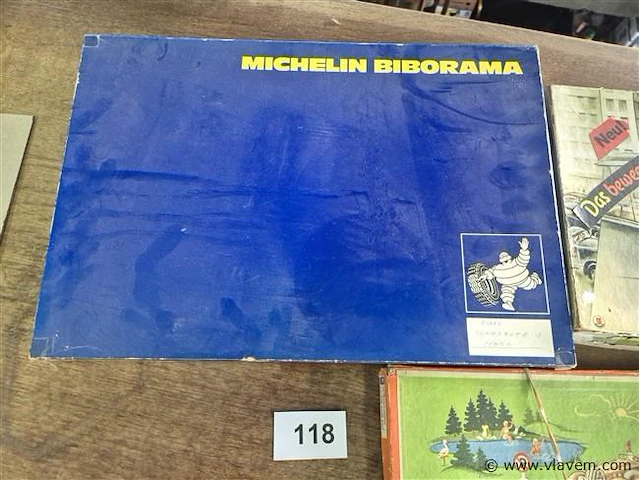 MICHELIN BIBORAMA
Neu!
Das bewe
118
© www.vlavem.com